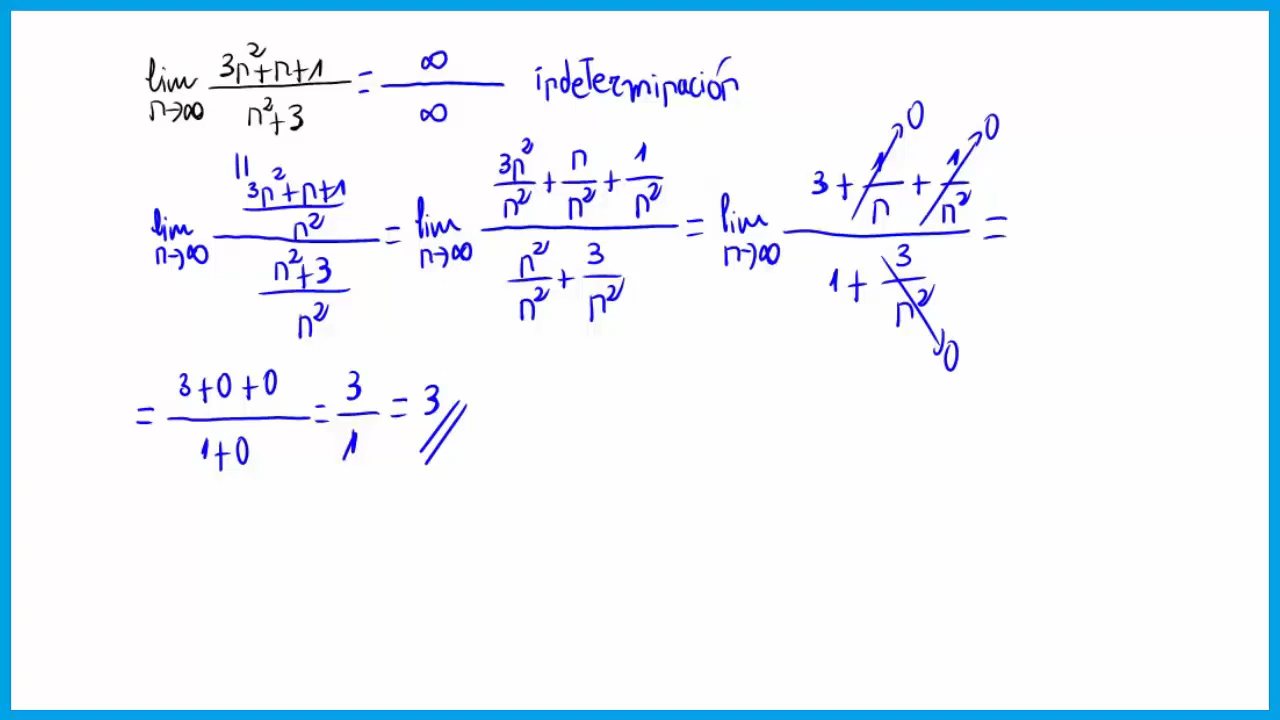 lim n→∞ (3n²+n+1)/(n²+3) = ∞/∞ indeterminación
||
lim n→∞ ((3n²+n+1)/n²)/((n²+3)/n²) = lim n→∞ (3n²/n² + n/n² + 1/n²)/(n²/n² + 3/n²) = lim n→∞ (3 + 1/n↗0 + 1/n²↗0)/(1 + 3/n²↘0) =
= (3+0+0)/(1+0) = 3/1 = 3//